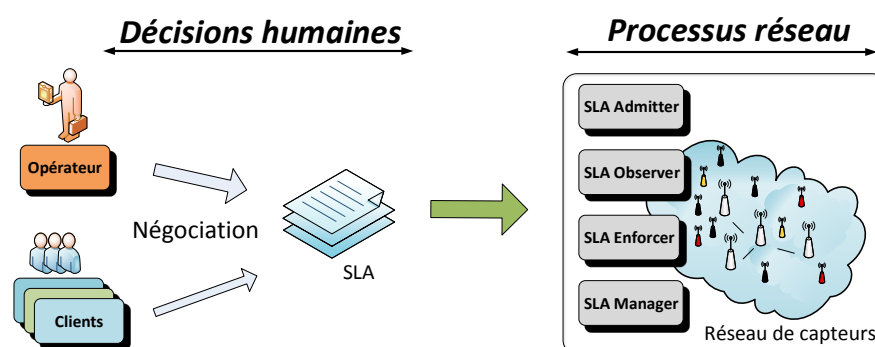 Décisions humaines
Processus réseau
Opérateur
Négociation
Clients
SLA
SLA Admitter
SLA Observer
SLA Enforcer
SLA Manager
Réseau de capteurs